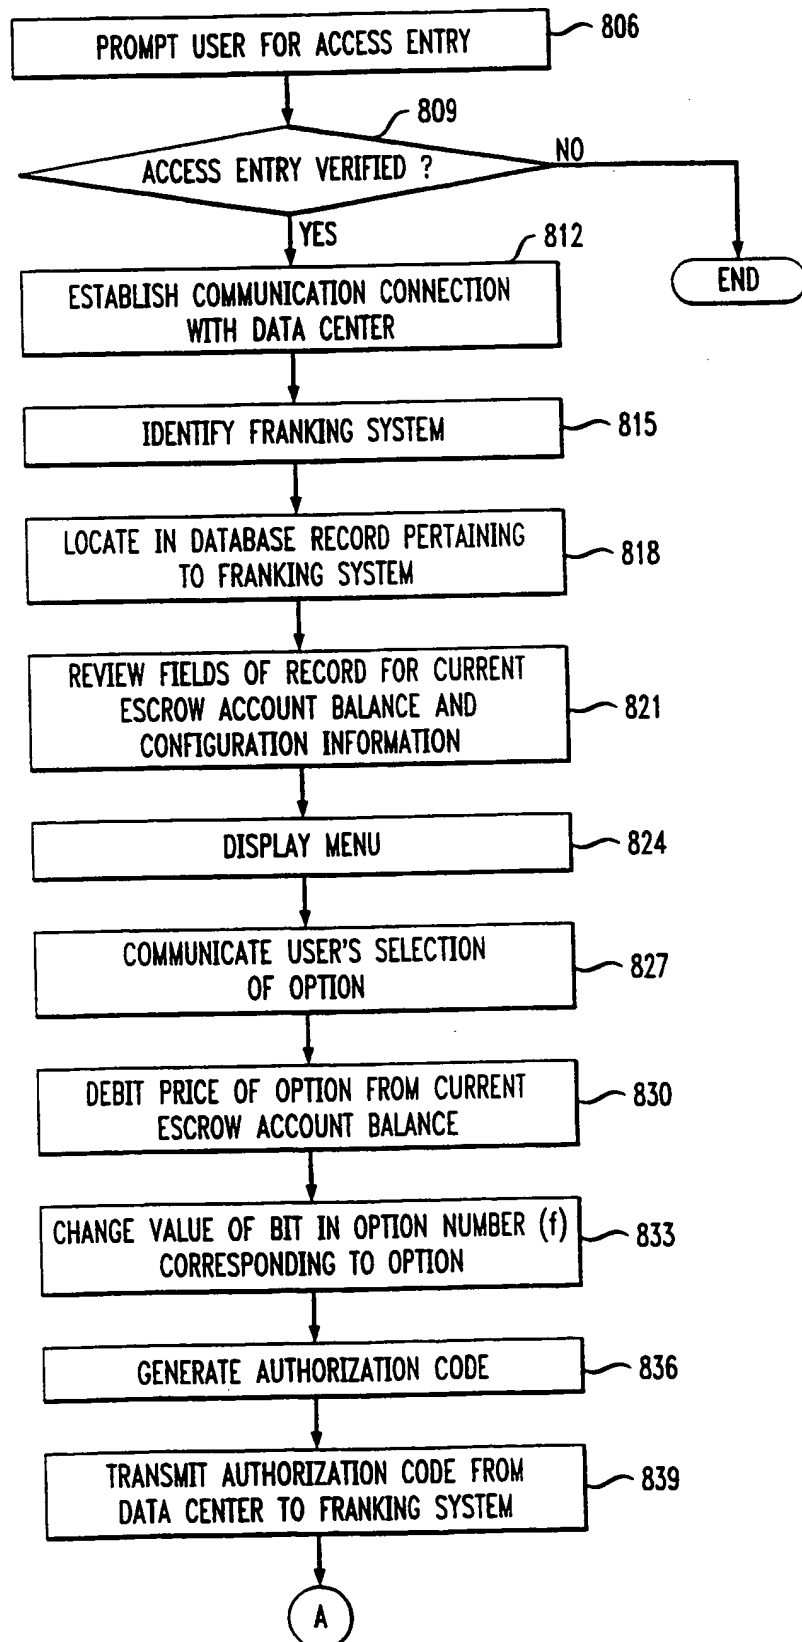 PROMPT USER FOR ACCESS ENTRY
806
809
ACCESS ENTRY VERIFIED ?
NO
YES
END
812
ESTABLISH COMMUNICATION CONNECTION
WITH DATA CENTER
IDENTIFY FRANKING SYSTEM
815
LOCATE IN DATABASE RECORD PERTAINING
TO FRANKING SYSTEM
818
REVIEW FIELDS OF RECORD FOR CURRENT
ESCROW ACCOUNT BALANCE AND
CONFIGURATION INFORMATION
821
DISPLAY MENU
824
COMMUNICATE USER'S SELECTION
OF OPTION
827
DEBIT PRICE OF OPTION FROM CURRENT
ESCROW ACCOUNT BALANCE
830
CHANGE VALUE OF BIT IN OPTION NUMBER (f)
CORRESPONDING TO OPTION
833
GENERATE AUTHORIZATION CODE
836
TRANSMIT AUTHORIZATION CODE FROM
DATA CENTER TO FRANKING SYSTEM
839
A